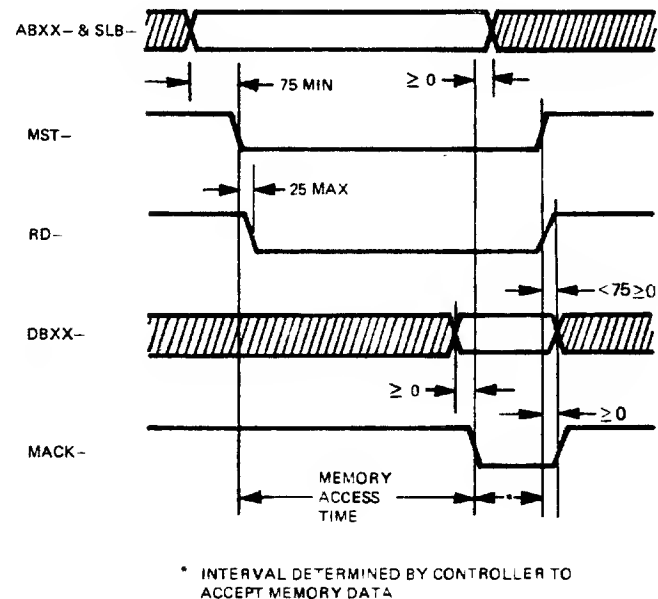 ABXX– & SLB–
75 MIN
≥ 0
MST–
25 MAX
RD–
<75≥0
DBXX–
≥ 0
≥0
MACK–
MEMORY
ACCESS
TIME
*
* INTERVAL DETERMINED BY CONTROLLER TO
ACCEPT MEMORY DATA